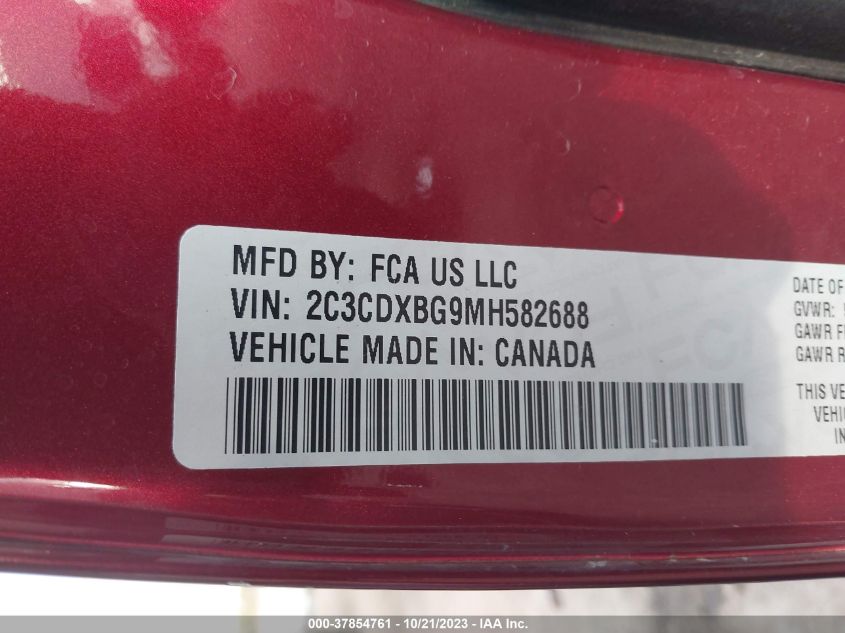 MFD BY: FCA US LLC
VIN: 2C3CDXBG9MH582688
VEHICLE MADE IN: CANADA
DATE OF
GVWR:
GAWR F
GAWR R
THIS VE
VEHIC
IN
000-37854761 - 10/21/2023 - IAA Inc.